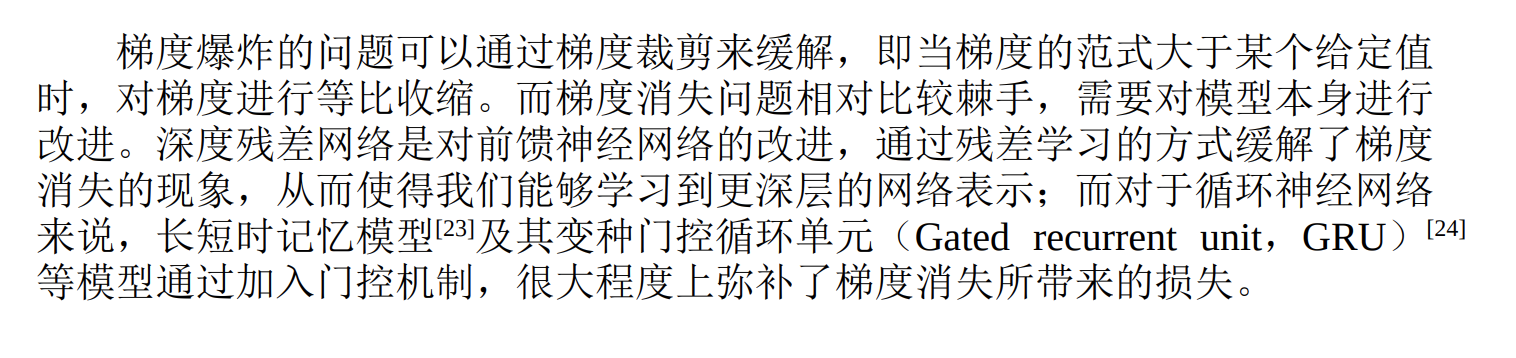 梯度爆炸的问题可以通过梯度裁剪来缓解，即当梯度的范式大于某个给定值
时，对梯度进行等比收缩。而梯度消失问题相对比较棘手，需要对模型本身进行
改进。深度残差网络是对前馈神经网络的改进，通过残差学习的方式缓解了梯度
消失的现象，从而使得我们能够学习到更深层的网络表示；而对于循环神经网络
来说，长短时记忆模型[23]及其变种门控循环单元（Gated recurrent unit，GRU）[24]
等模型通过加入门控机制，很大程度上弥补了梯度消失所带来的损失。